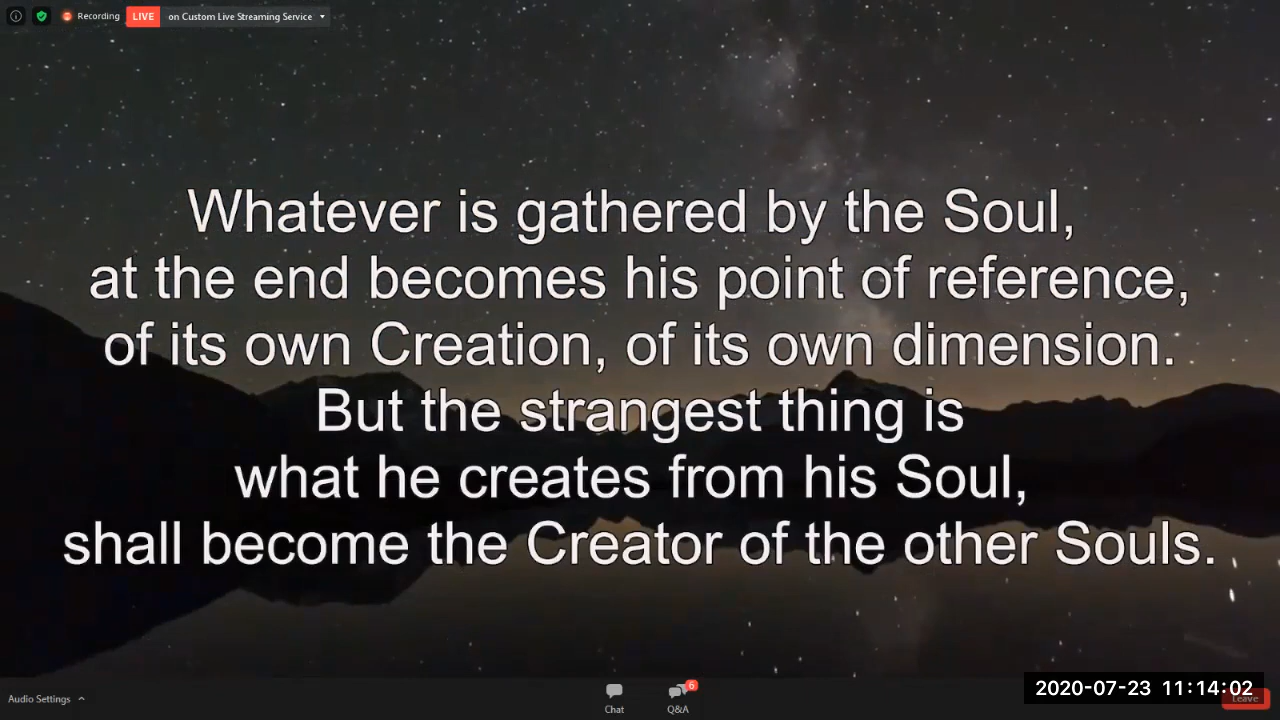 Recording
LIVE on Custom Live Streaming Service
Whatever is gathered by the Soul,
at the end becomes his point of reference,
of its own Creation, of its own dimension.
But the strangest thing is
what he creates from his Soul,
shall become the Creator of the other Souls.
Audio Settings
Chat
6
Q&A
2020-07-23 11:14:02
Leave